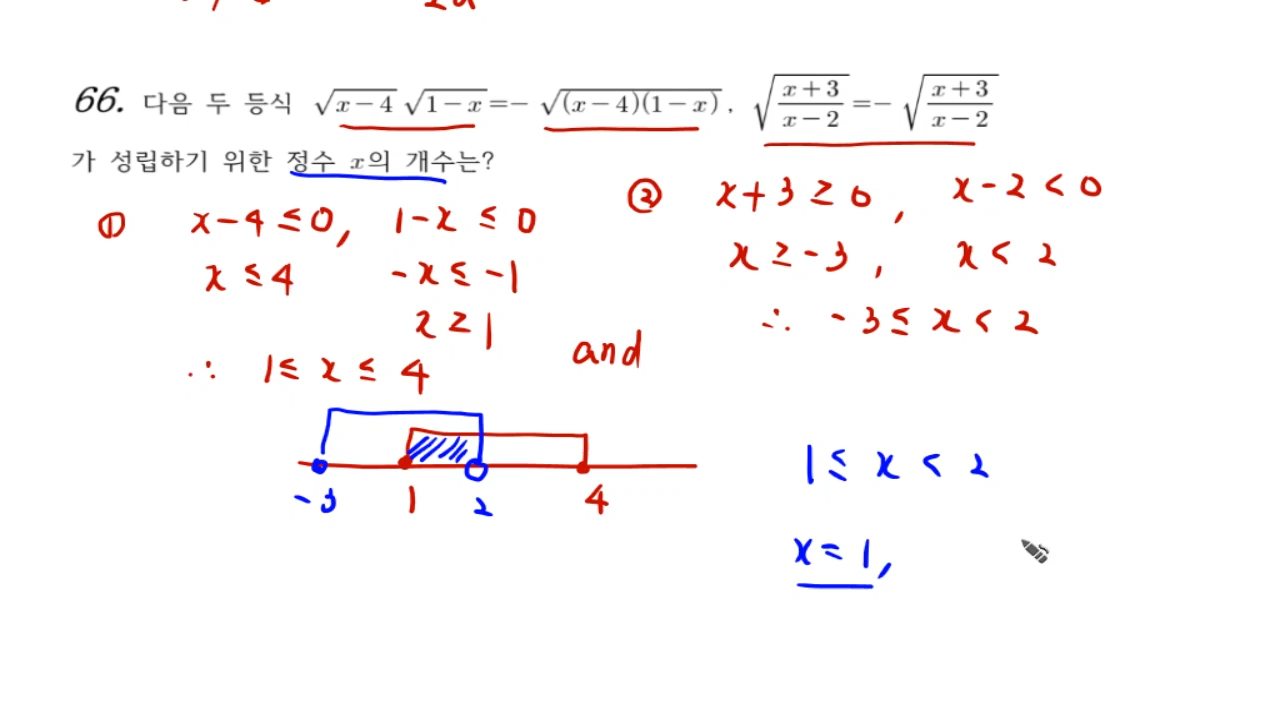 2a
66. 다음 두 등식 √(x−4) √(1−x) =− √((x−4)(1−x)) , √((x+3)/(x−2)) =− √((x+3)/(x−2))
가 성립하기 위한 정수 x의 개수는?
① x−4≤0, 1−x≤0
x≤4 −x≤−1
x≥1
∴ 1≤x≤4
and
② x+3≥0, x−2<0
x≥−3, x<2
∴ −3≤x<2
−3 1 2 4
1≤x<2
x=1,